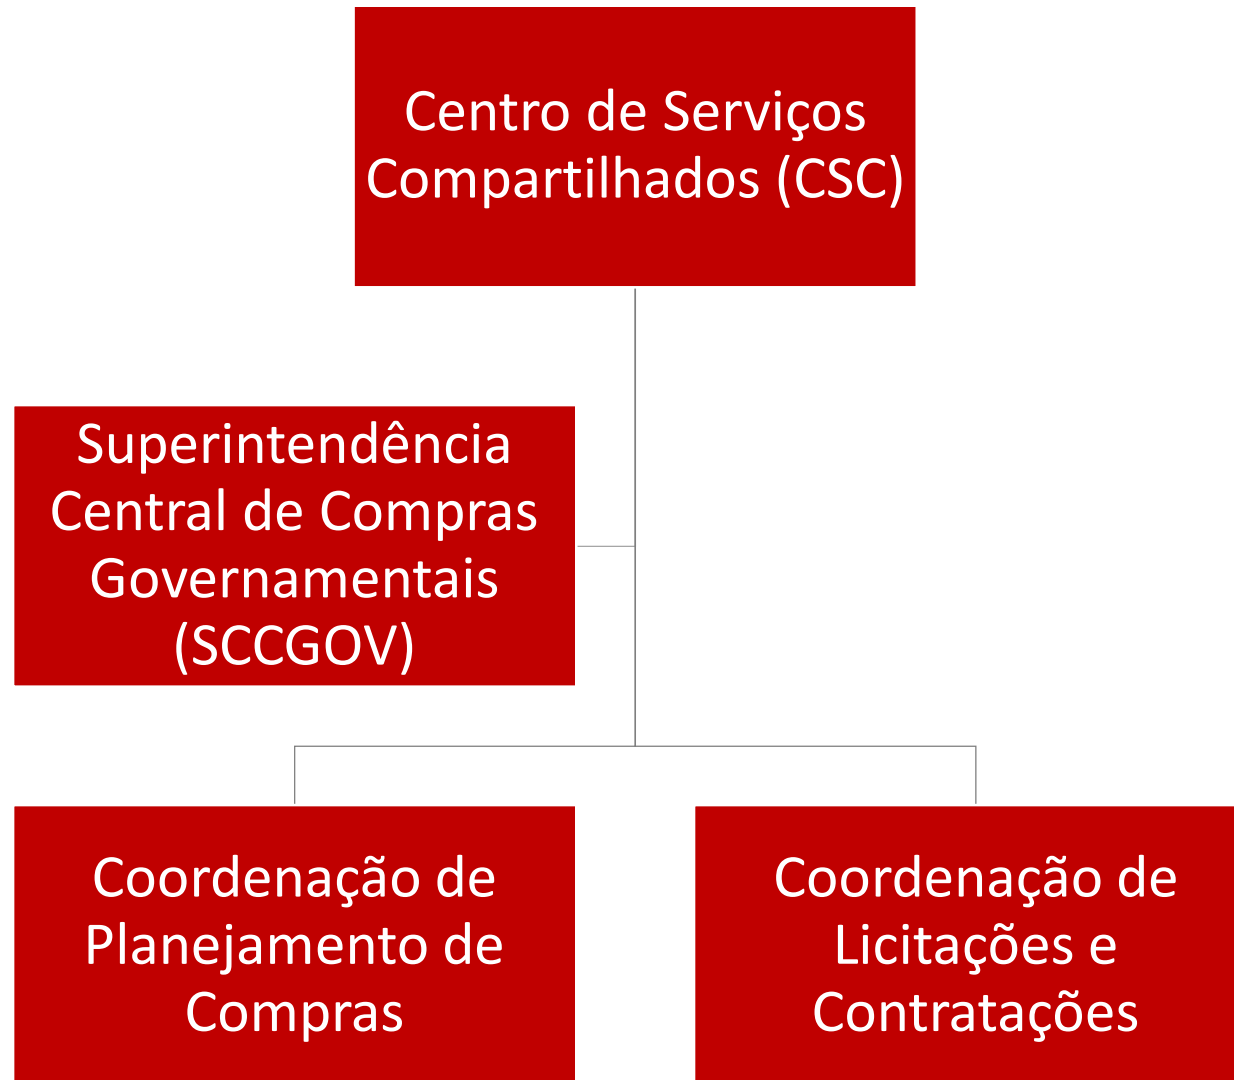 Centro de Serviços
Compartilhados (CSC)
Superintendência
Central de Compras
Governamentais
(SCCGOV)
Coordenação de
Planejamento de
Compras
Coordenação de
Licitações e
Contratações